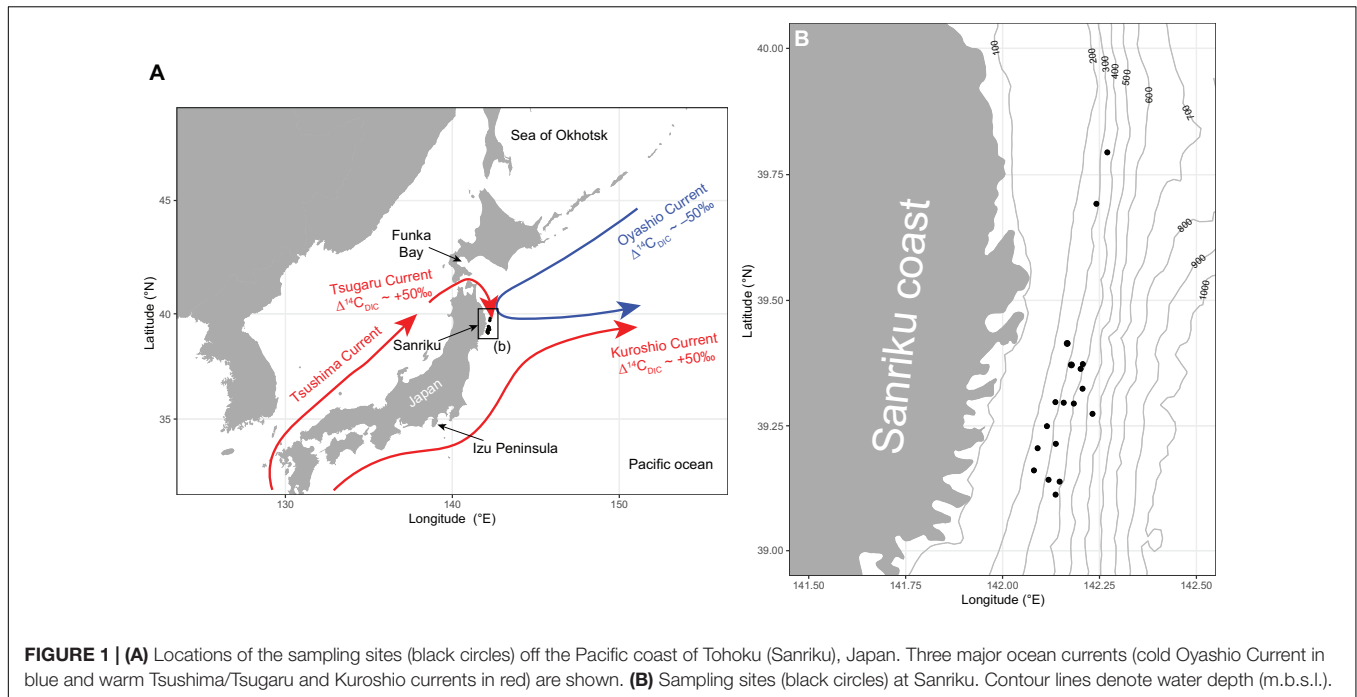 A
Sea of Okhotsk
45
Funka
Bay
Oyashio Current
Δ¹⁴C_DIC ~ −50‰
Tsugaru Current
Δ¹⁴C_DIC ~ +50‰
40
Sanriku
(b)
Tsushima Current
Kuroshio Current
Δ¹⁴C_DIC ~ +50‰
Japan
35
Izu Peninsula
Pacific ocean
130
140
150
Latitude (°N)
Longitude (°E)
B
40.00
39.75
39.50
39.25
39.00
100
200
300
400
500
600
700
800
900
1000
Sanriku coast
Latitude (°N)
141.50
141.75
142.00
142.25
142.50
Longitude (°E)
FIGURE 1 | (A) Locations of the sampling sites (black circles) off the Pacific coast of Tohoku (Sanriku), Japan. Three major ocean currents (cold Oyashio Current in
blue and warm Tsushima/Tsugaru and Kuroshio currents in red) are shown. (B) Sampling sites (black circles) at Sanriku. Contour lines denote water depth (m.b.s.l.).